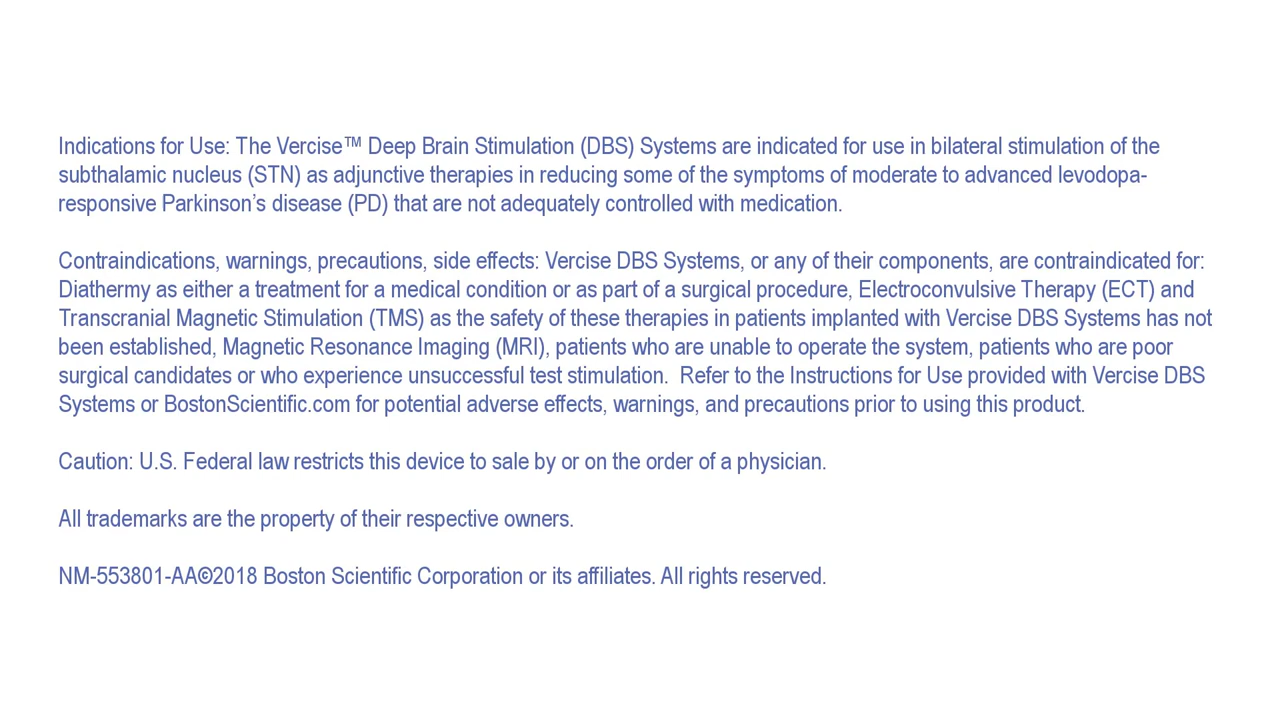 Indications for Use: The Vercise™ Deep Brain Stimulation (DBS) Systems are indicated for use in bilateral stimulation of the
subthalamic nucleus (STN) as adjunctive therapies in reducing some of the symptoms of moderate to advanced levodopa-
responsive Parkinson’s disease (PD) that are not adequately controlled with medication.
Contraindications, warnings, precautions, side effects: Vercise DBS Systems, or any of their components, are contraindicated for:
Diathermy as either a treatment for a medical condition or as part of a surgical procedure, Electroconvulsive Therapy (ECT) and
Transcranial Magnetic Stimulation (TMS) as the safety of these therapies in patients implanted with Vercise DBS Systems has not
been established, Magnetic Resonance Imaging (MRI), patients who are unable to operate the system, patients who are poor
surgical candidates or who experience unsuccessful test stimulation.  Refer to the Instructions for Use provided with Vercise DBS
Systems or BostonScientific.com for potential adverse effects, warnings, and precautions prior to using this product.
Caution: U.S. Federal law restricts this device to sale by or on the order of a physician.
All trademarks are the property of their respective owners.
NM-553801-AA©2018 Boston Scientific Corporation or its affiliates. All rights reserved.